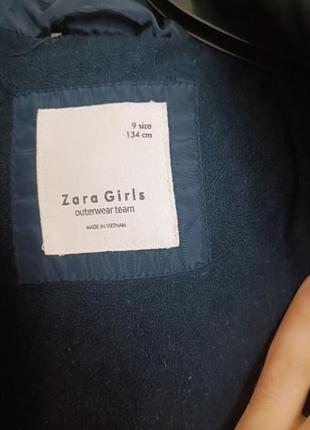 9 size
134 cm
Zara Girls
outerwear team
MADE IN VIETNAM